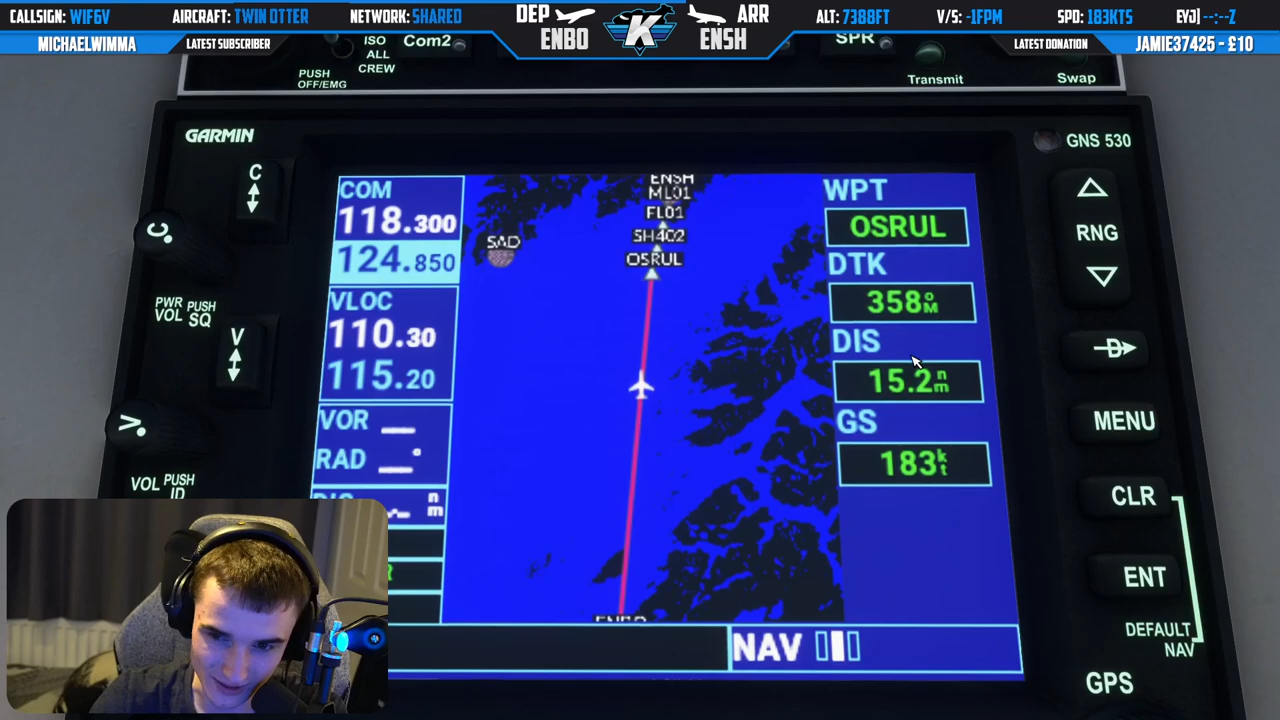 CALLSIGN: WIF6V
AIRCRAFT: TWIN OTTER
NETWORK: SHARED
DEP
ENBO
K
ARR
ENSH
ALT: 7388FT
V/S: -1FPM
SPD: 183KTS
EYJ| --:--Z
MICHAELWIMMA
LATEST SUBSCRIBER
LATEST DONATION
JAMIE37425 - £10
ISO
ALL
CREW
PUSH
OFF/EMG
Com2
SPR
Transmit
Swap
GARMIN
GNS 530
C
C
PWR
VOL
PUSH
SQ
V
V
VOL
PUSH
ID
COM
118.300
124.850
VLOC
110.30
115.20
VOR __
RAD __°
n
m
ENSH
ML01
FL01
SH402
OSRUL
SAD
WPT
OSRUL
DTK
358°M
DIS
15.2nm
GS
183kt
NAV
RNG
D
MENU
CLR
ENT
DEFAULT
NAV
GPS